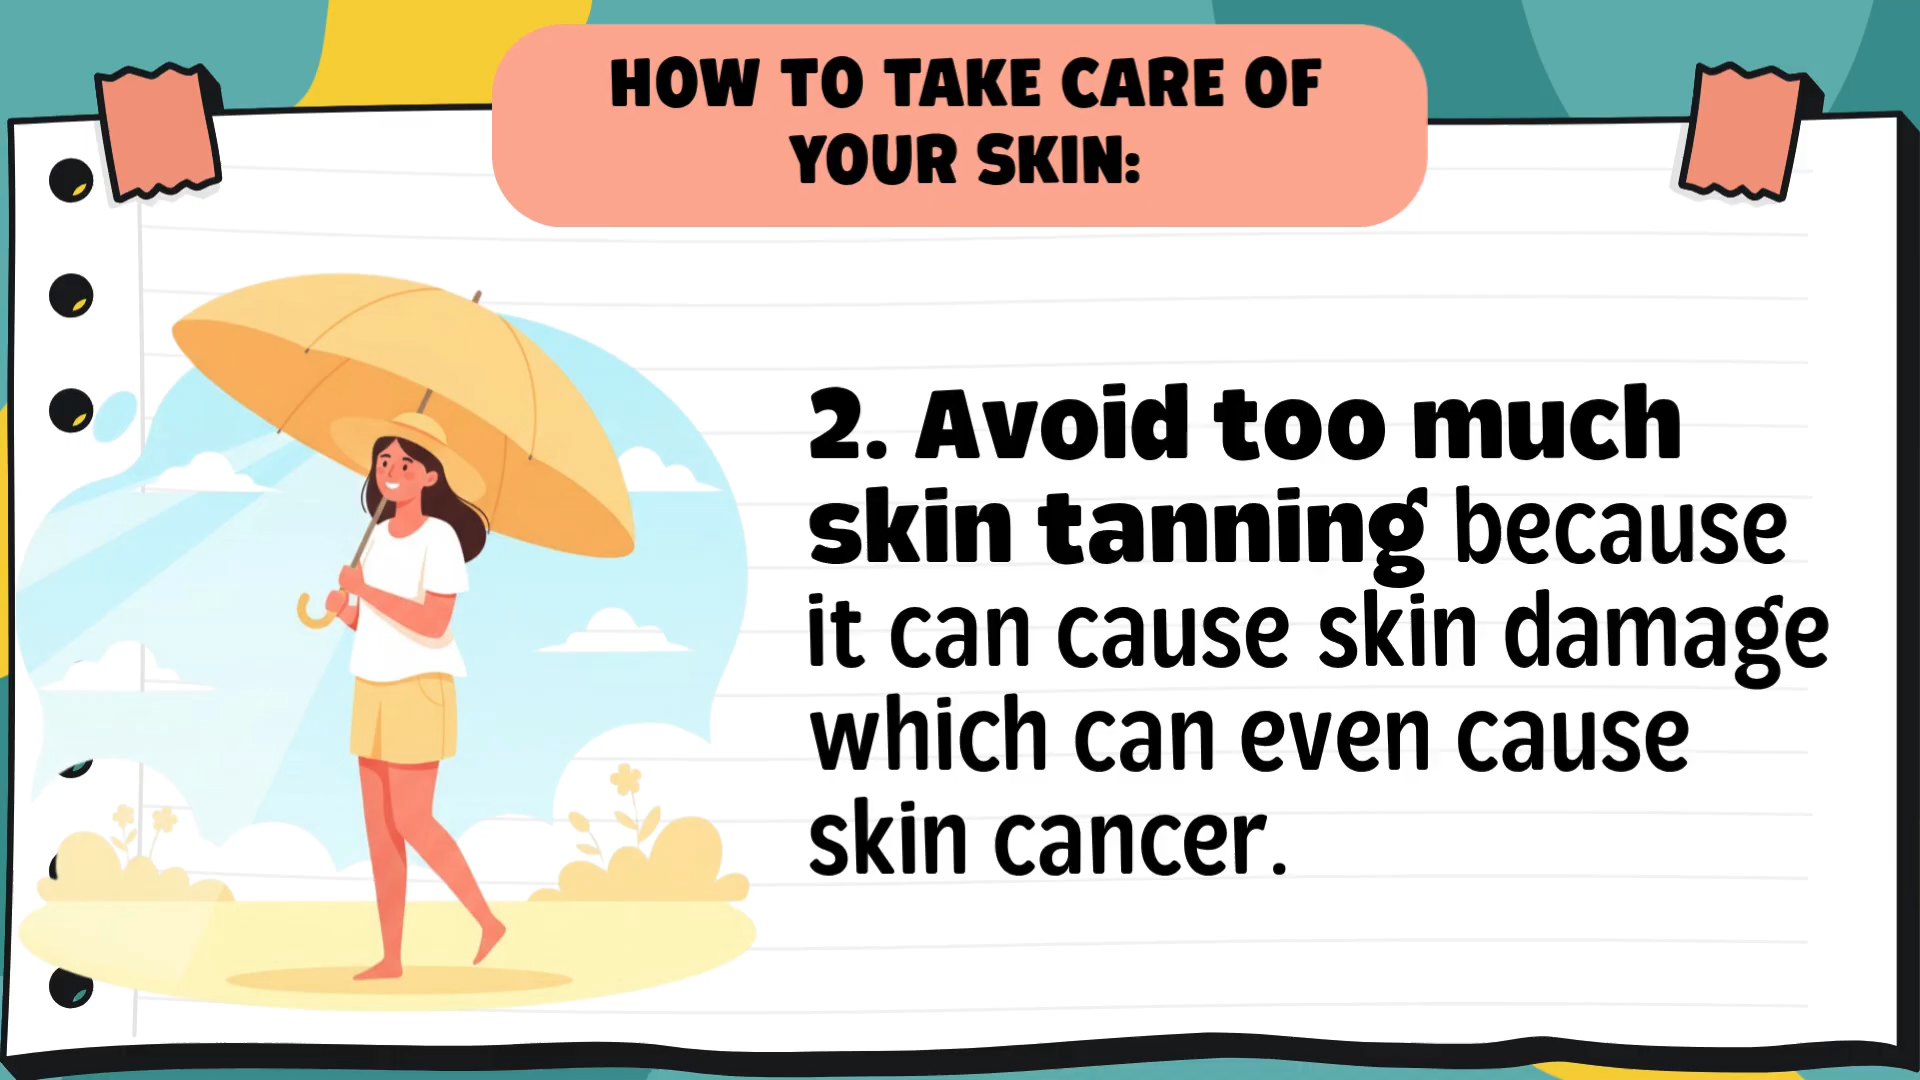 HOW TO TAKE CARE OF
YOUR SKIN:
2. Avoid too much
skin tanning because
it can cause skin damage
which can even cause
skin cancer.